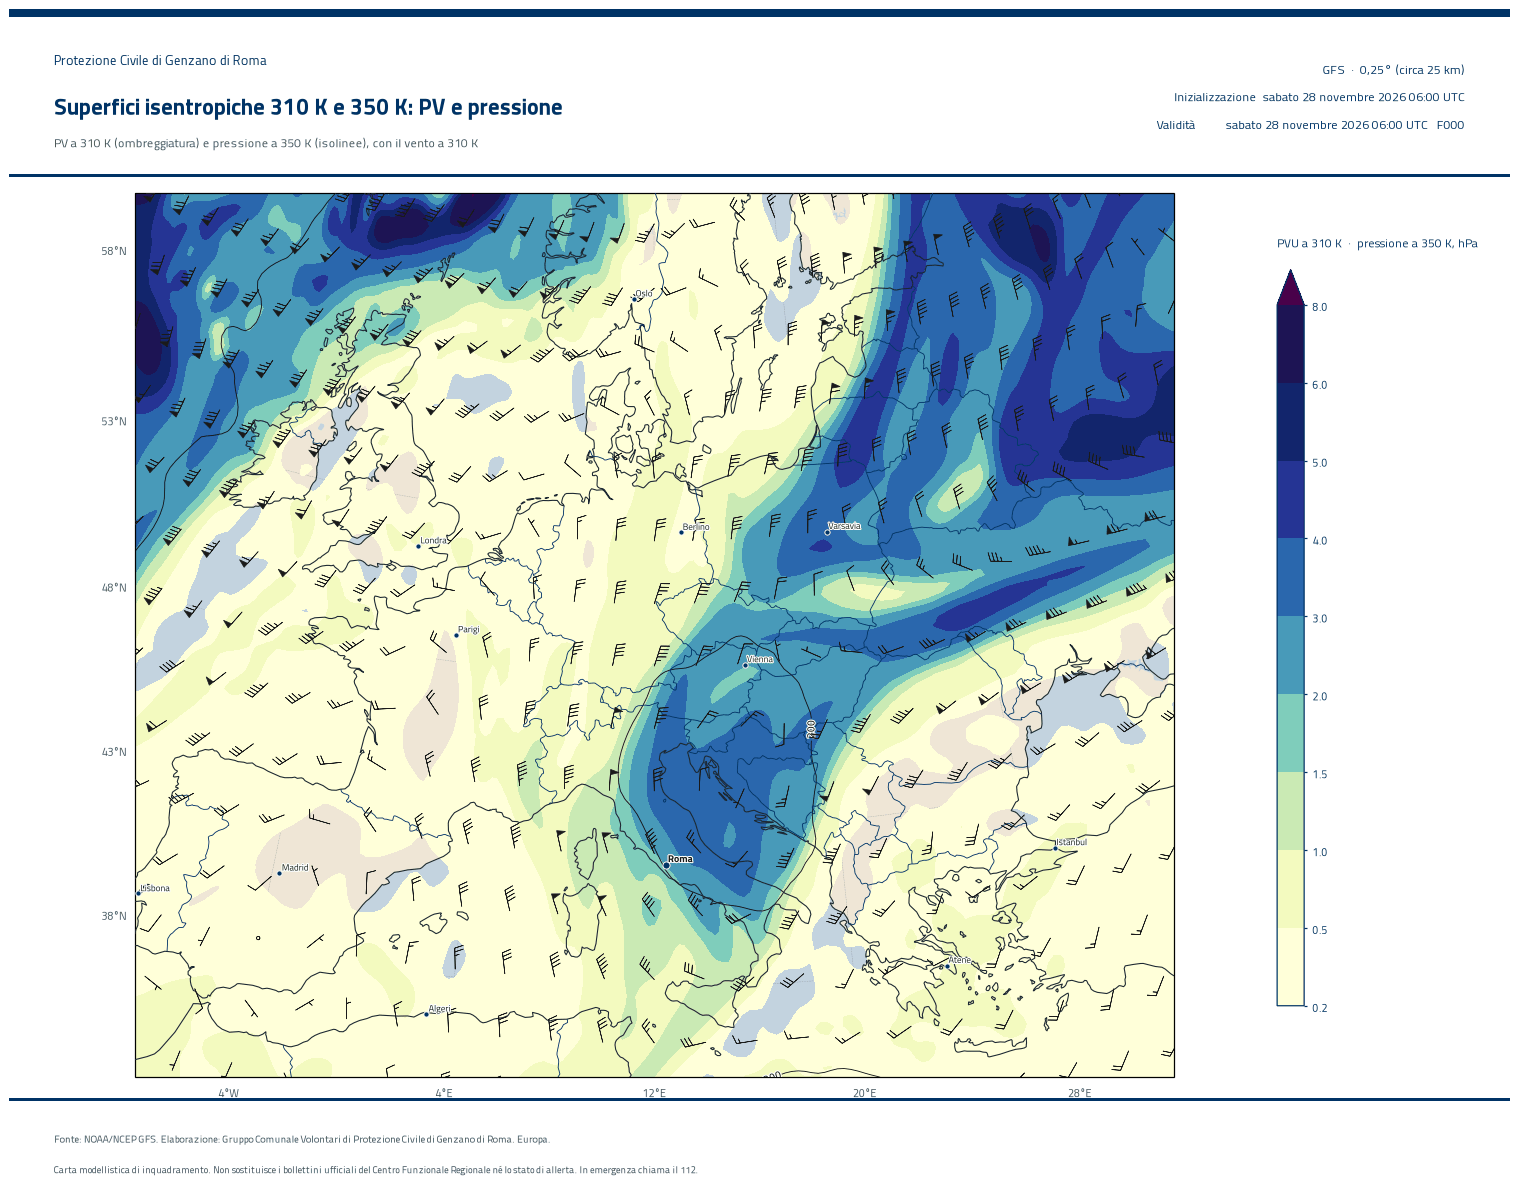 Protezione Civile di Genzano di Roma
Superfici isentropiche 310 K e 350 K: PV e pressione
PV a 310 K (ombreggiatura) e pressione a 350 K (isolinee), con il vento a 310 K
GFS · 0,25° (circa 25 km)
Inizializzazione sabato 28 novembre 2026 06:00 UTC
Validità sabato 28 novembre 2026 06:00 UTC F000
PVU a 310 K · pressione a 350 K, hPa
8.0
6.0
5.0
4.0
3.0
2.0
1.5
1.0
0.5
0.2
58°N
53°N
48°N
43°N
38°N
Oslo
Varsavia
Berlino
Londra
Parigi
Vienna
200
Roma
Istanbul
Madrid
Lisbona
Atene
Algeri
4°W
4°E
12°E
20°E
28°E
Fonte: NOAA/NCEP GFS. Elaborazione: Gruppo Comunale Volontari di Protezione Civile di Genzano di Roma. Europa.
Carta modellistica di inquadramento. Non sostituisce i bollettini ufficiali del Centro Funzionale Regionale né lo stato di allerta. In emergenza chiama il 112.